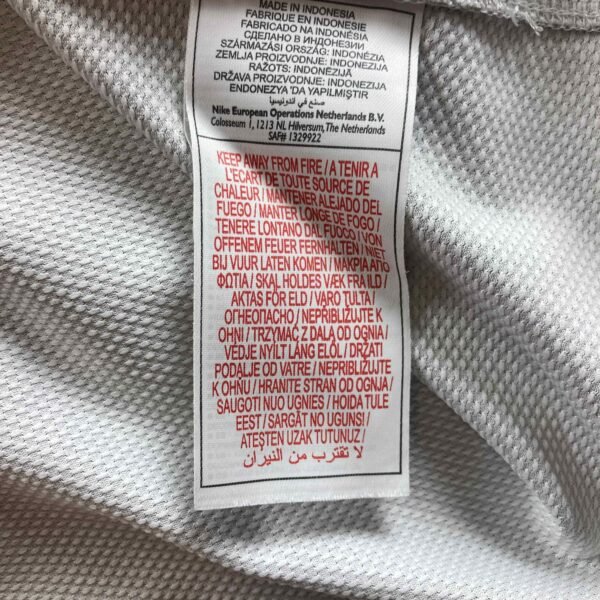 MADE IN INDONESIA
FABRIQUE EN INDONESIE
FABRICADO NA INDONÉSIA
СДЕЛАНО В ИНДОНЕЗИИ
SZÁRMAZÁSI ORSZÁG: INDONÉZIA
ZEMLJA PROIZVODNJE: INDONEZIJA
RAŽOTS: INDONĒZIJA
DRŽAVA PROIZVODNJE: INDONEZIJA
ENDONEZYA'DA YAPILMIŞTIR
صنع في أندونيسيا
Nike European Operations Netherlands B.V.
Colosseum 1, 1213 NL Hilversum, The Netherlands
SAF# 1329922
KEEP AWAY FROM FIRE / A TENIR A
L'ECART DE TOUTE SOURCE DE
CHALEUR / MANTENER ALEJADO DEL
FUEGO / MANTER LONGE DE FOGO /
TENERE LONTANO DAL FUOCO / VON
OFFENEM FEUER FERNHALTEN / NIET
BIJ VUUR LATEN KOMEN / ΜΑΚΡΙΑ ΑΠΟ
ΦΩΤΙΑ / SKAL HOLDES VÆK FRA ILD /
AKTAS FÖR ELD / VARO TULTA /
ОГНЕОПАСНО / NEPŘIBLIŽUJTE K
OHNI / TRZYMAĆ Z DALA OD OGNIA /
VÉDJE NYÍLT LÁNG ELŐL / DRŽATI
PODALJE OD VATRE / NEPRIBLIŽUJTE
K OHŇU / HRANITE STRAN OD OGNJA /
SAUGOTI NUO UGNIES / HOIDA TULE
EEST / SARGĀT NO UGUNS /
ATEŞTEN UZAK TUTUNUZ /
لا تقترب من النيران